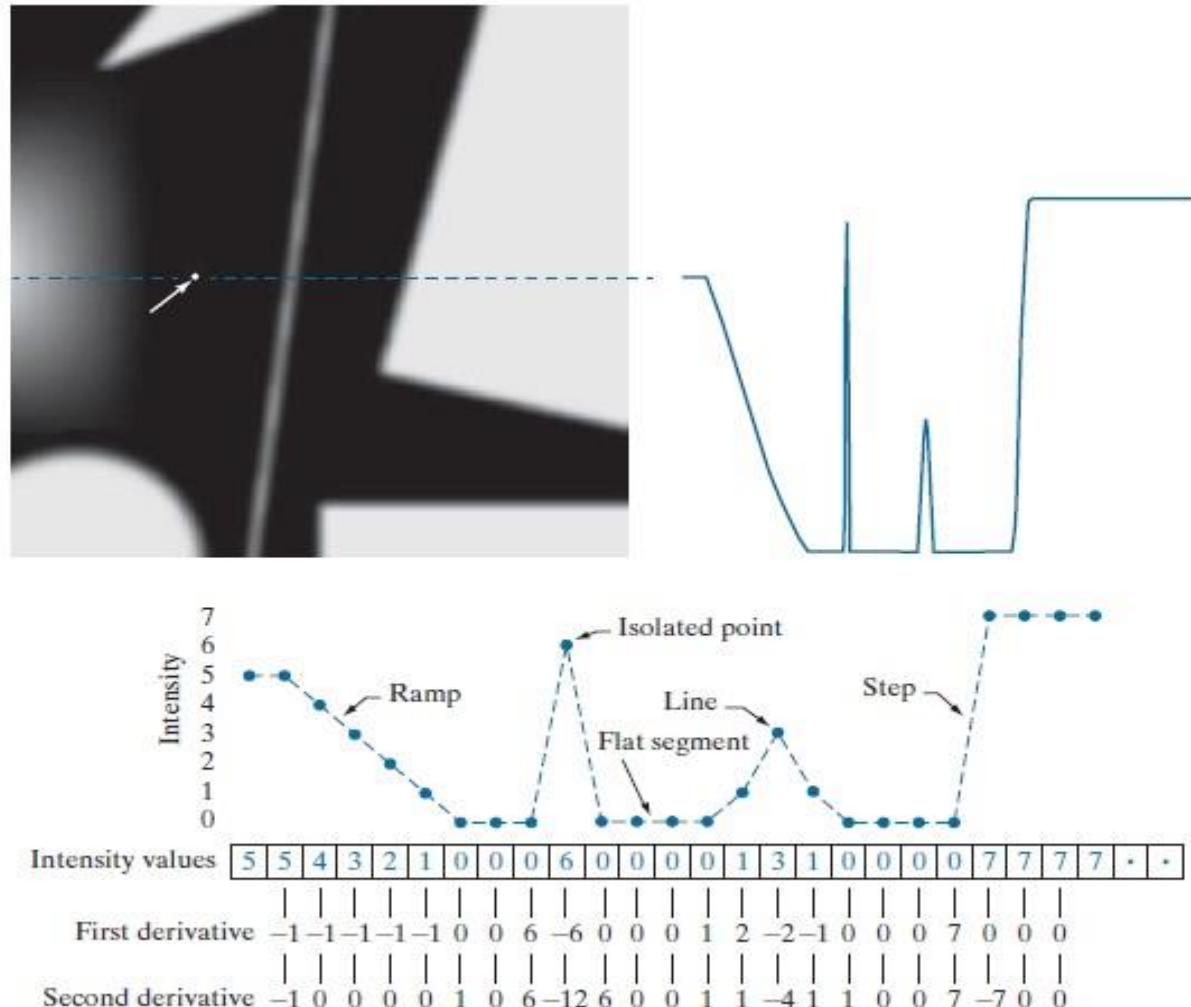 7
6
5
4
3
2
1
0
Intensity
Isolated point
Ramp
Line
Step
Flat segment
Intensity values 5 5 4 3 2 1 0 0 0 6 0 0 0 0 1 3 1 0 0 0 0 7 7 7 7 · ·
First derivative –1 –1 –1 –1 –1 0 0 6 –6 0 0 0 1 2 –2 –1 0 0 0 7 0 0 0
Second derivative –1 0 0 0 0 1 0 6 –12 6 0 0 1 1 –4 1 1 0 0 7 –7 0 0